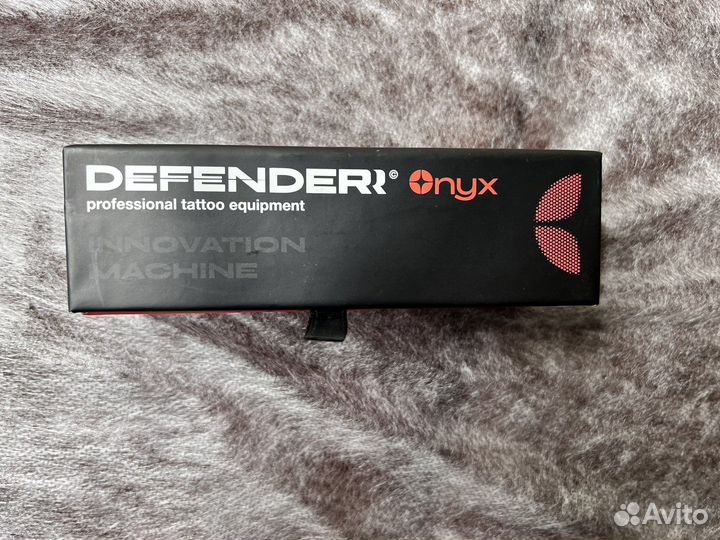 DEFENDERR© Onyx
professional tattoo equipment
INNOVATION
MACHINE
Avito